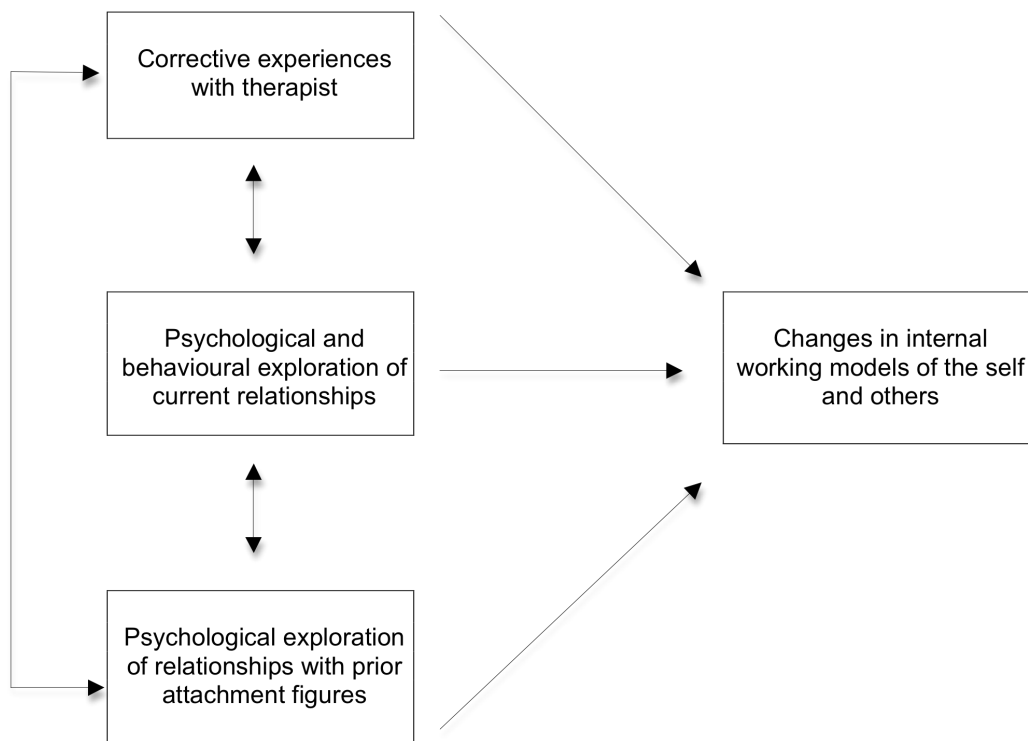 Corrective experiences
with therapist
Psychological and
behavioural exploration of
current relationships
Changes in internal
working models of the self
and others
Psychological exploration
of relationships with prior
attachment figures